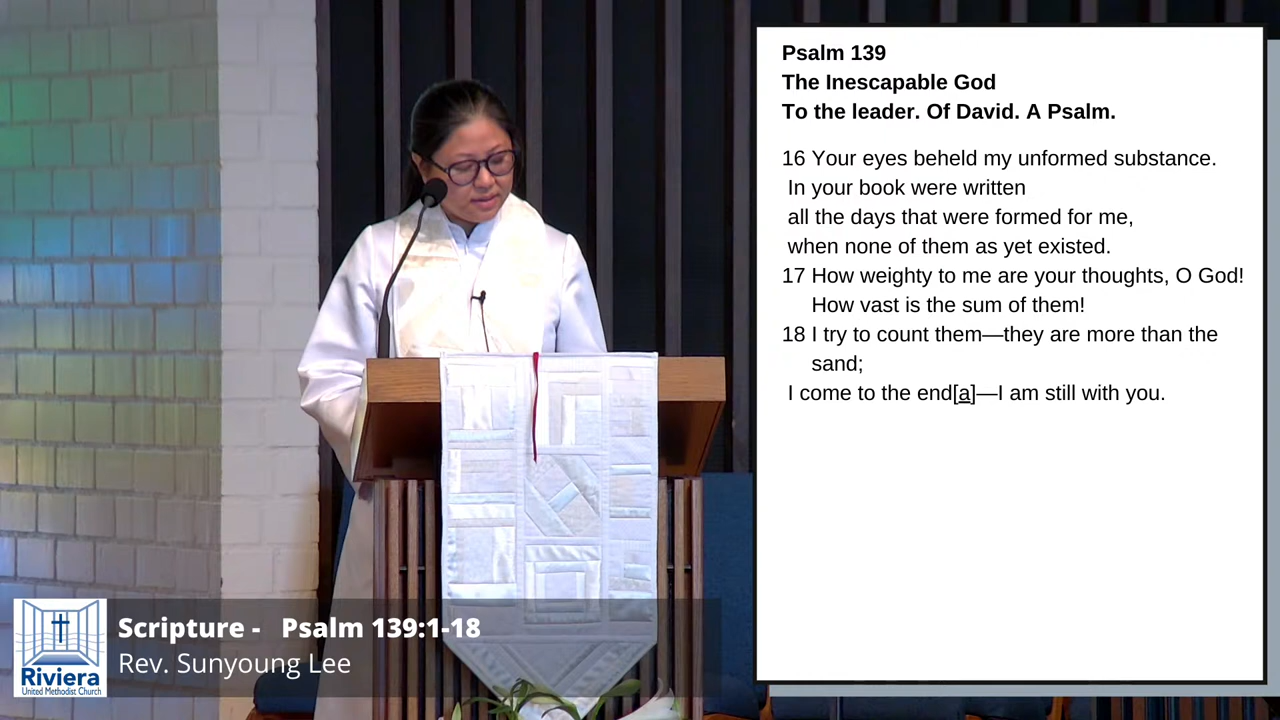 Psalm 139
The Inescapable God
To the leader. Of David. A Psalm.
16 Your eyes beheld my unformed substance.
In your book were written
all the days that were formed for me,
when none of them as yet existed.
17 How weighty to me are your thoughts, O God!
How vast is the sum of them!
18 I try to count them—they are more than the
sand;
I come to the end[a]—I am still with you.
Scripture - Psalm 139:1-18
Rev. Sunyoung Lee
Riviera
United Methodist Church